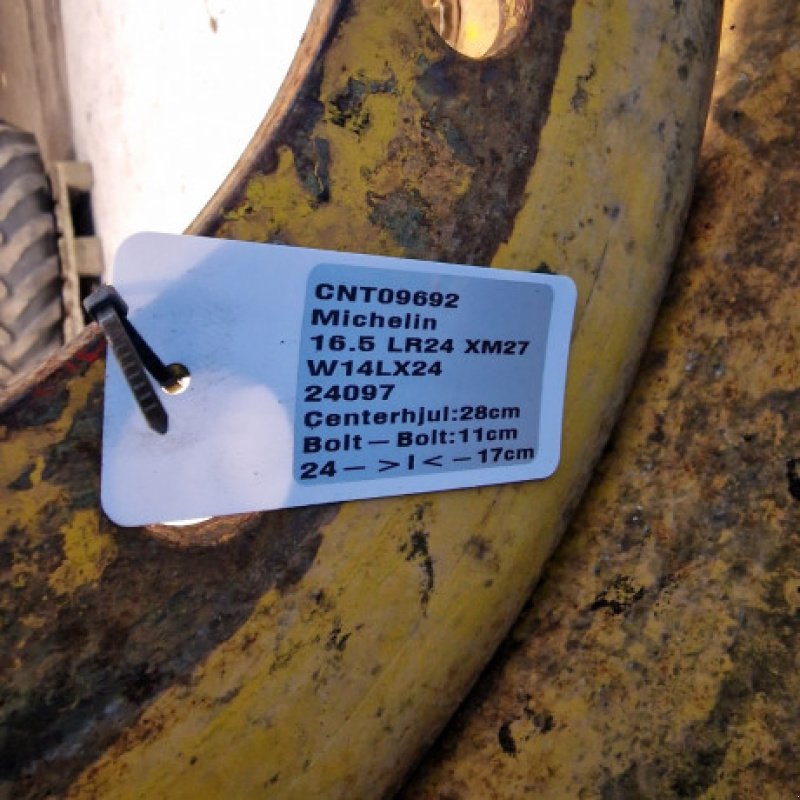 CNT09692
Michelin
16.5 LR24 XM27
W14LX24
24097
Centerhjul:28cm
Bolt – Bolt:11cm
24 – > I < – 17cm